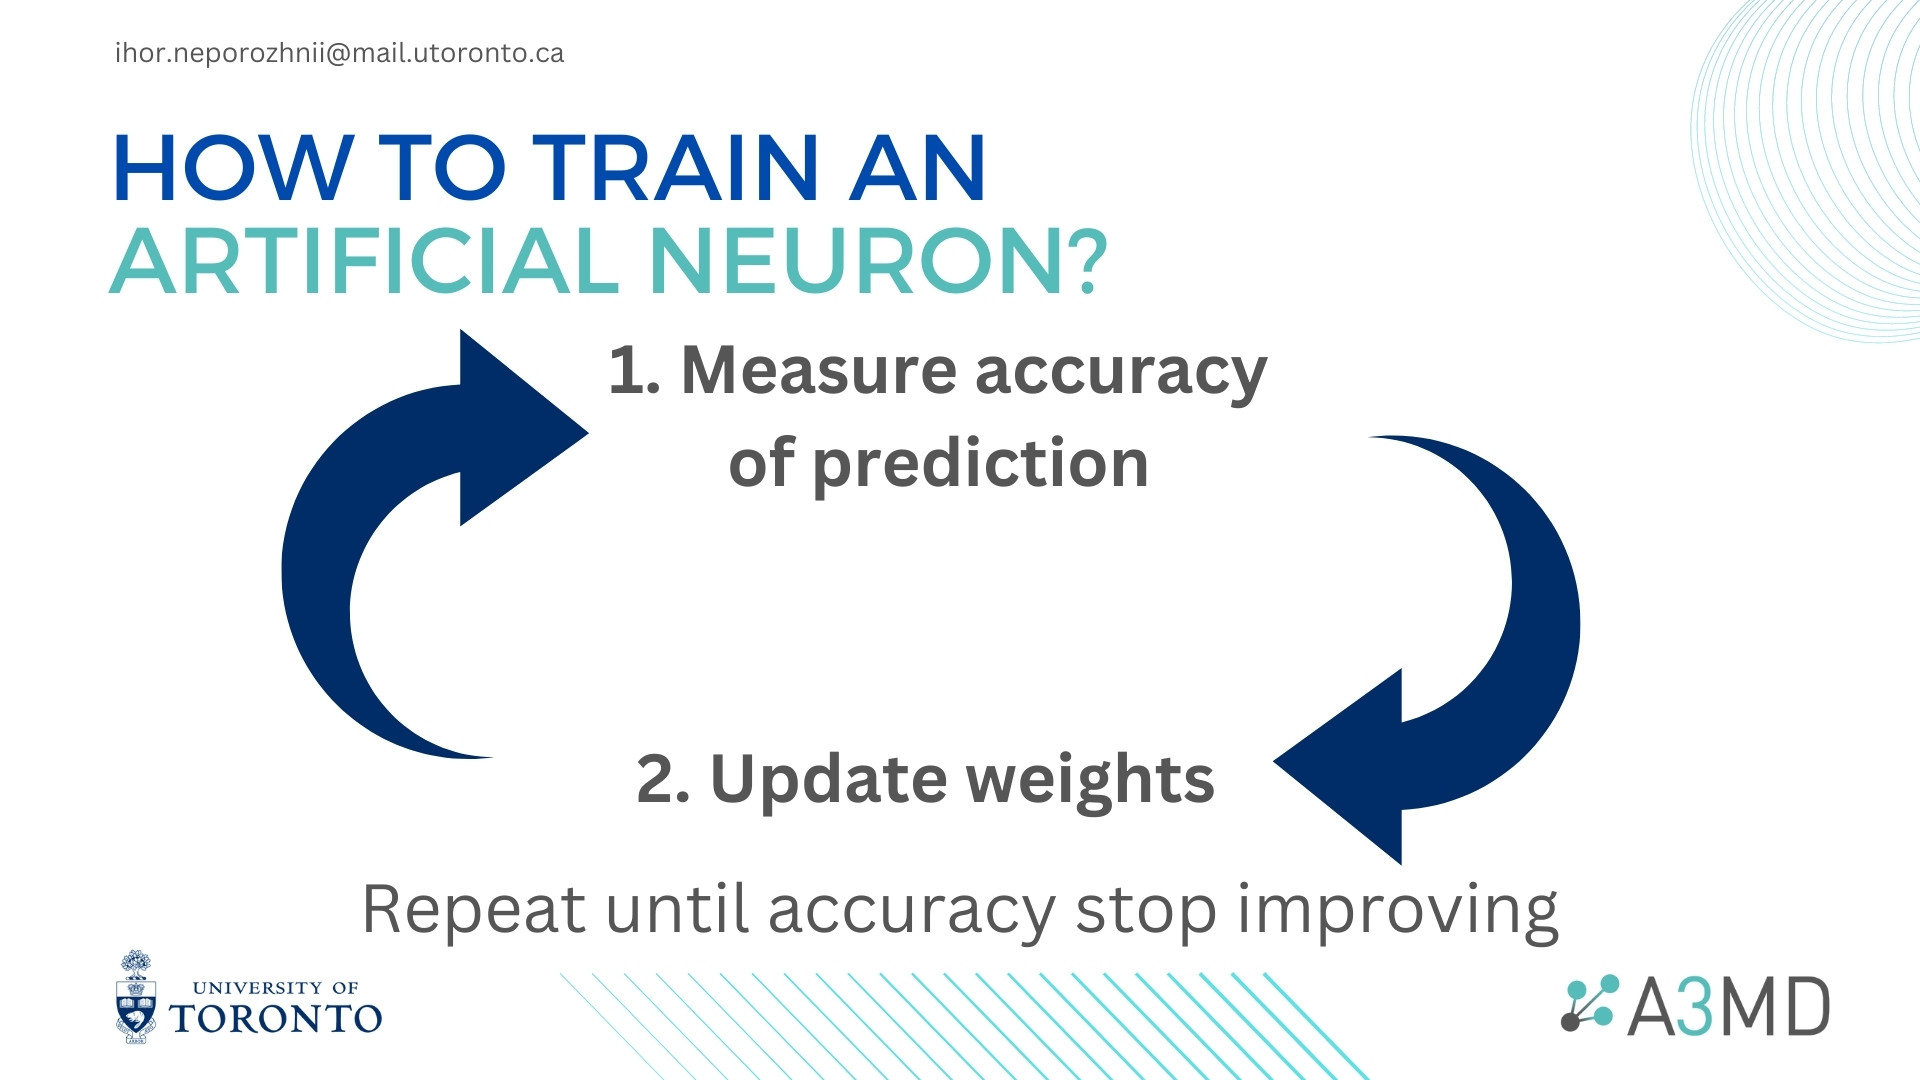 ihor.neporozhnii@mail.utoronto.ca
HOW TO TRAIN AN
ARTIFICIAL NEURON?
1. Measure accuracy
of prediction
2. Update weights
Repeat until accuracy stop improving
UNIVERSITY OF
TORONTO
A3MD